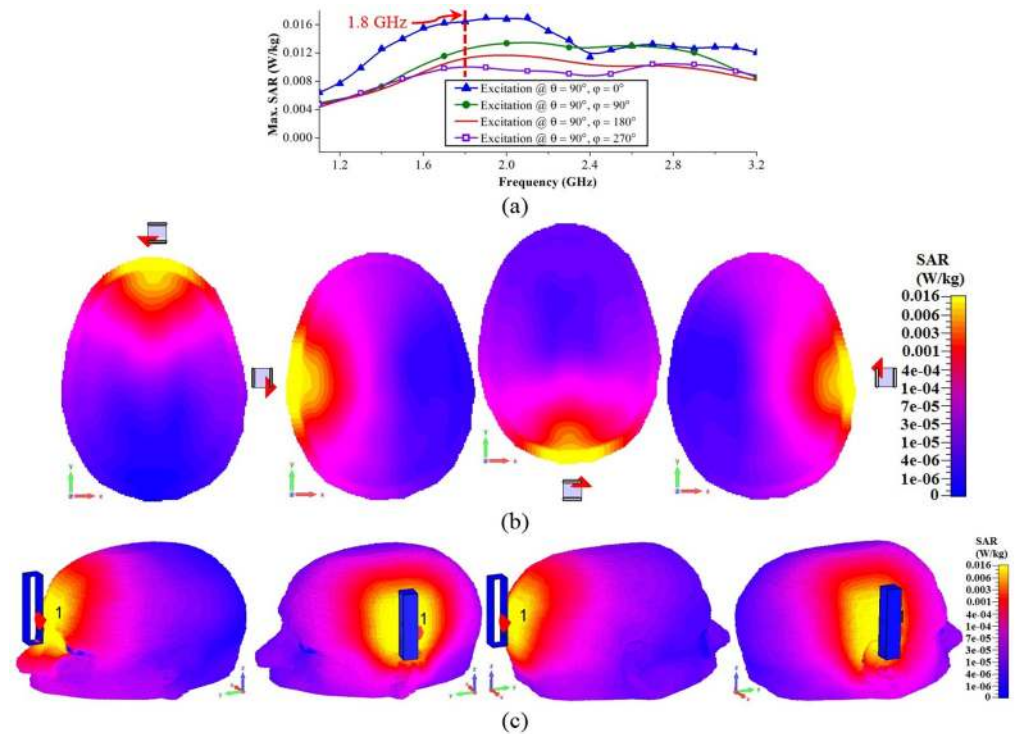 (a)
1.8 GHz
Max. SAR (W/kg)
0.016
0.012
0.008
0.004
0.000
Excitation @ θ = 90°, φ = 0°
Excitation @ θ = 90°, φ = 90°
Excitation @ θ = 90°, φ = 180°
Excitation @ θ = 90°, φ = 270°
1.2 1.6 2.0 2.4 2.8 3.2
Frequency (GHz)
(a)
SAR
(W/kg)
0.016
0.006
0.003
0.001
4e-04
1e-04
7e-05
3e-05
1e-05
4e-06
1e-06
0
y x
y x
y x
y x
(b)
1
1
1
SAR
(W/kg)
0.016
0.006
0.003
0.001
4e-04
1e-04
7e-05
3e-05
1e-05
4e-06
1e-06
0
(c)